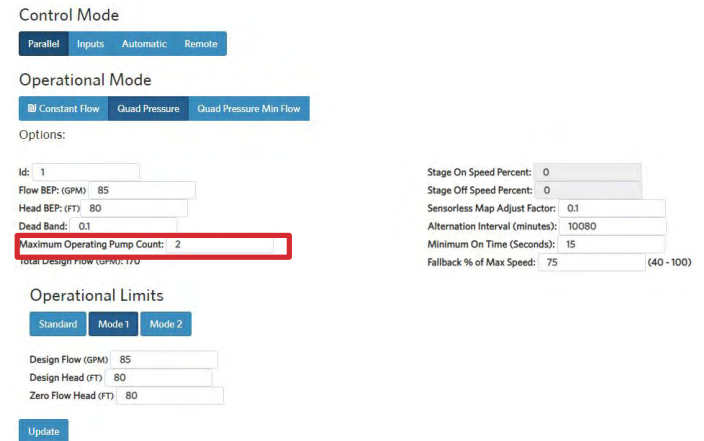 Control Mode
Parallel Inputs Automatic Remote
Operational Mode
Constant Flow Quad Pressure Quad Pressure Min Flow
Options:
Id: 1
Flow BEP: (GPM) 85
Head BEP: (FT) 80
Dead Band: 0.1
Maximum Operating Pump Count: 2
Total Design Flow (GPM): 170
Stage On Speed Percent: 0
Stage Off Speed Percent: 0
Sensorless Map Adjust Factor: 0.1
Alternation Interval (minutes): 10080
Minimum On Time (Seconds): 15
Fallback % of Max Speed: 75 (40 - 100)
Operational Limits
Standard Mode 1 Mode 2
Design Flow (GPM) 85
Design Head (FT) 80
Zero Flow Head (FT) 80
Update